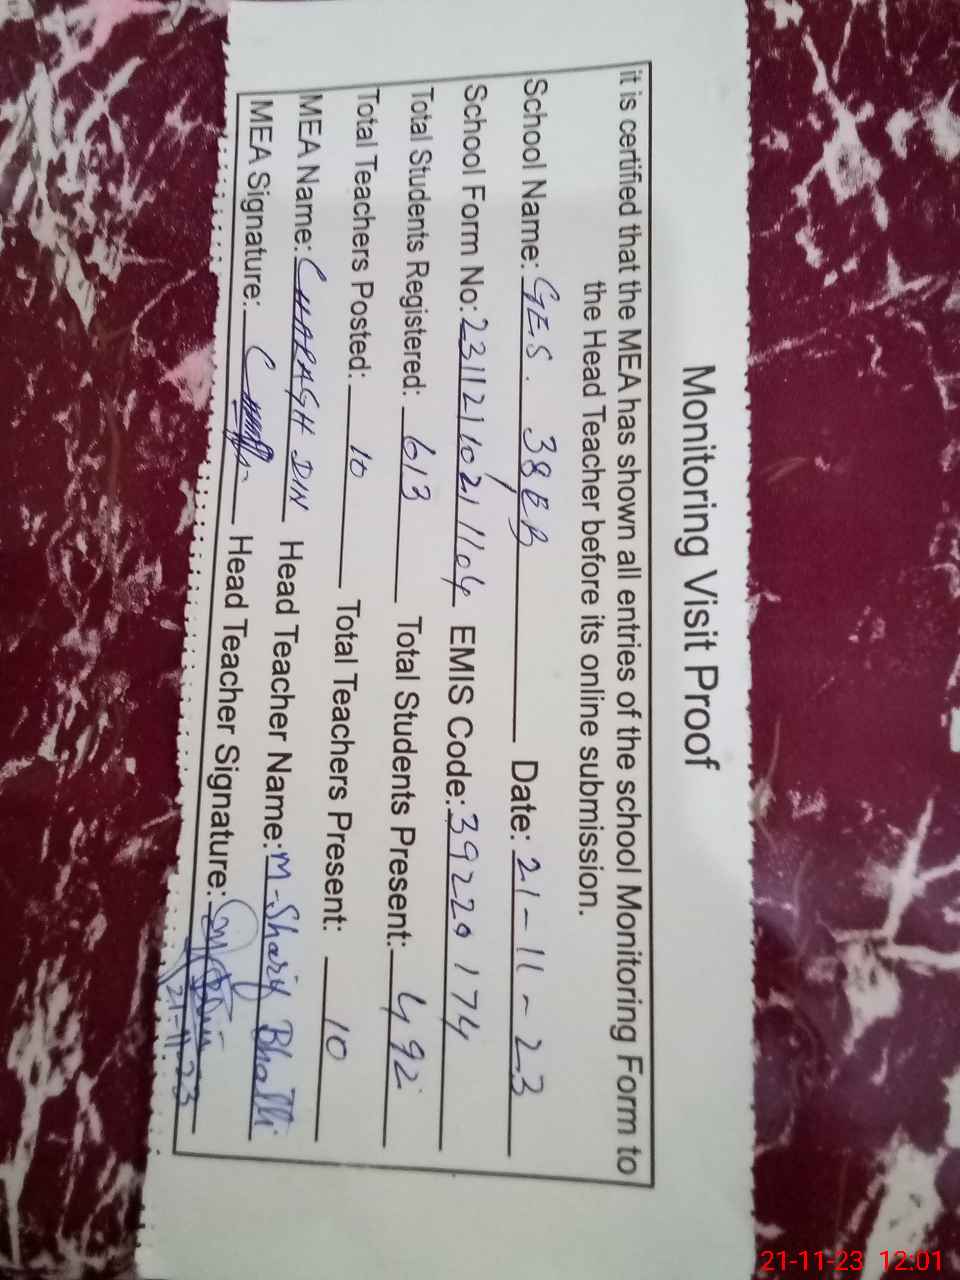 Monitoring Visit Proof
it is certified that the MEA has shown all entries of the school Monitoring Form to
the Head Teacher before its online submission.
School Name: GES. 38EB Date: 21-11-23
School Form No: 23112110211104 EMIS Code: 39220174
Total Students Registered: 613 Total Students Present: 492
Total Teachers Posted: 10 Total Teachers Present: 10
MEA Name: CHARAGH DIN Head Teacher Name: M-Sharif Bhatti
MEA Signature: Head Teacher Signature:
21-11-23
21-11-23 12:01